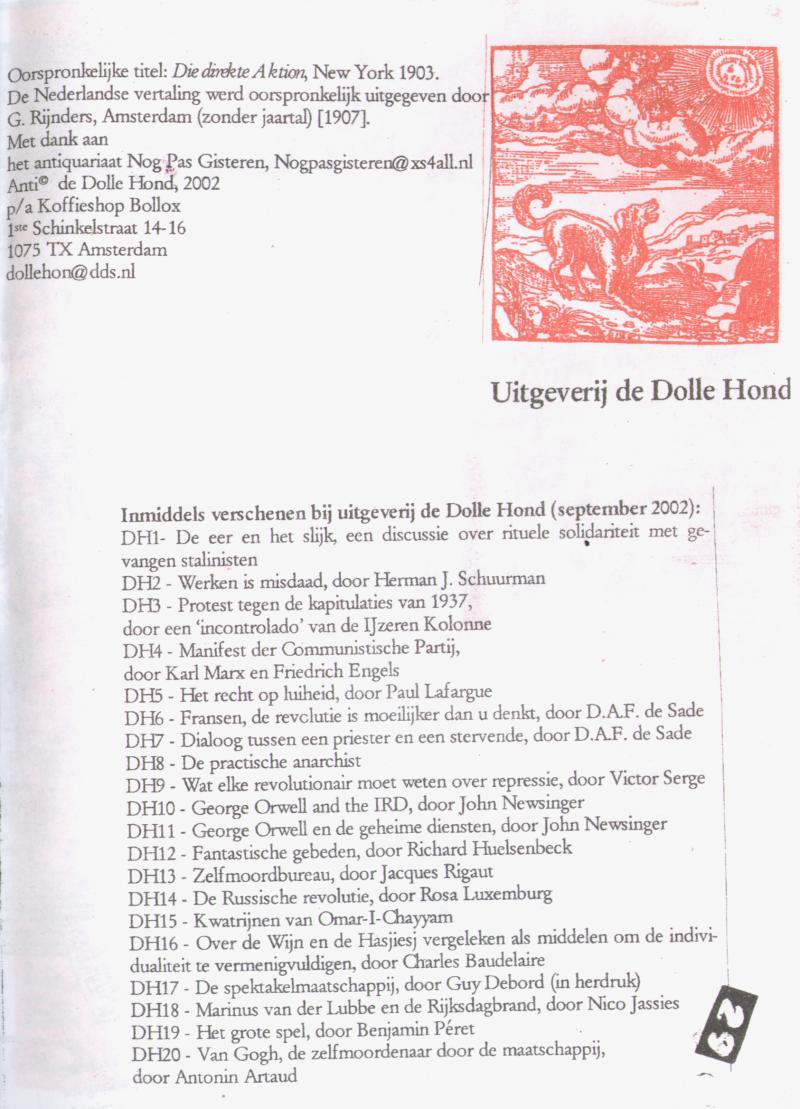 Oorspronkelijke titel: Die direkte Aktion, New York 1903.
De Nederlandse vertaling werd oorspronkelijk uitgegeven door
G. Rijnders, Amsterdam (zonder jaartal) [1907].
Met dank aan
het antiquariaat Nog Pas Gisteren, Nogpasgisteren@xs4all.nl
Anti© de Dolle Hond, 2002
p/a Koffieshop Bollox
1ste Schinkelstraat 14-16
1075 TX Amsterdam
dollehon@dds.nl
Uitgeverij de Dolle Hond
Inmiddels verschenen bij uitgeverij de Dolle Hond (september 2002):
DH1- De eer en het slijk, een discussie over rituele solidariteit met ge-
vangen stalinisten
DH2 - Werken is misdaad, door Herman J. Schuurman
DH3 - Protest tegen de kapitulaties van 1937,
door een ‘incontrolado’ van de IJzeren Kolonne
DH4 - Manifest der Communistische Partij,
door Karl Marx en Friedrich Engels
DH5 - Het recht op luiheid, door Paul Lafargue
DH6 - Fransen, de revolutie is moeilijker dan u denkt, door D.A.F. de Sade
DH7 - Dialoog tussen een priester en een stervende, door D.A.F. de Sade
DH8 - De practische anarchist
DH9 - Wat elke revolutionair moet weten over repressie, door Victor Serge
DH10 - George Orwell and the IRD, door John Newsinger
DH11 - George Orwell en de geheime diensten, door John Newsinger
DH12 - Fantastische gebeden, door Richard Huelsenbeck
DH13 - Zelfmoordbureau, door Jacques Rigaut
DH14 - De Russische revolutie, door Rosa Luxemburg
DH15 - Kwatrijnen van Omar-I-Chayyam
DH16 - Over de Wijn en de Hasjiesj vergeleken als middelen om de indivi-
dualiteit te vermenigvuldigen, door Charles Baudelaire
DH17 - De spektakelmaatschappij, door Guy Debord (in herdruk)
DH18 - Marinus van der Lubbe en de Rijksdagbrand, door Nico Jassies
DH19 - Het grote spel, door Benjamin Péret
DH20 - Van Gogh, de zelfmoordenaar door de maatschappij,
door Antonin Artaud
32